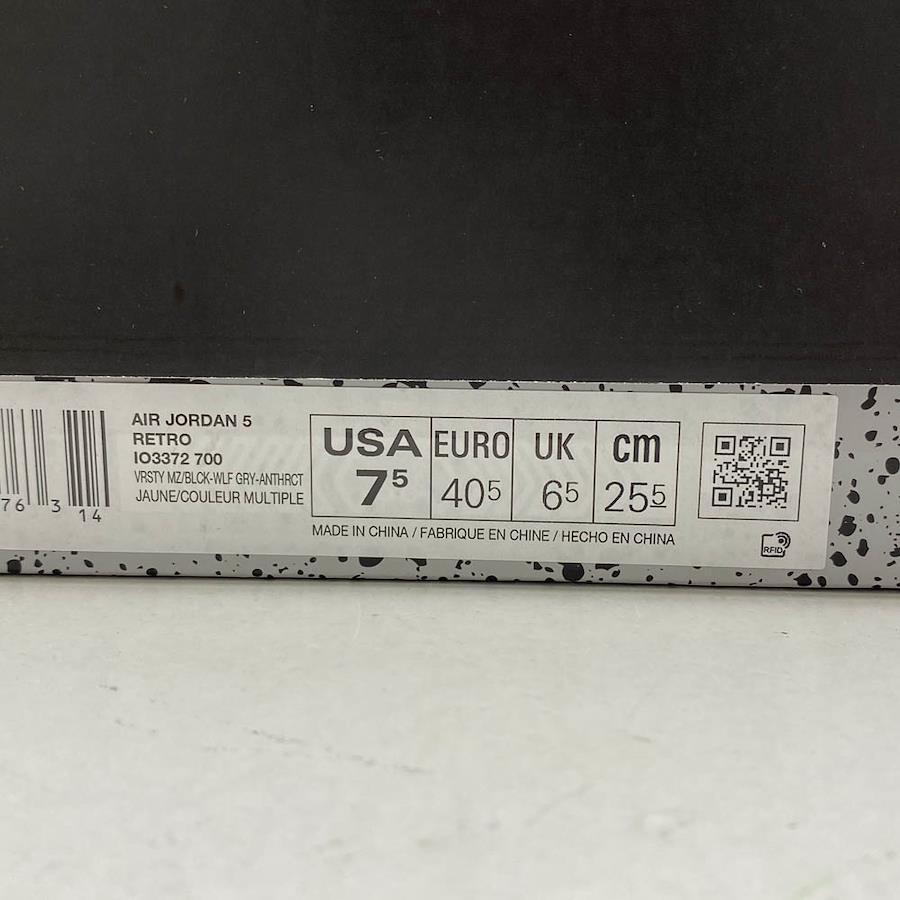 AIR JORDAN 5
RETRO
IO3372 700
VRSTY MZ/BLCK-WLF GRY-ANTHRCT
JAUNE/COULEUR MULTIPLE
USA EURO UK cm
7⁵ 40⁵ 6⁵ 25⁵
MADE IN CHINA / FABRIQUE EN CHINE / HECHO EN CHINA
76 3 14
RFID